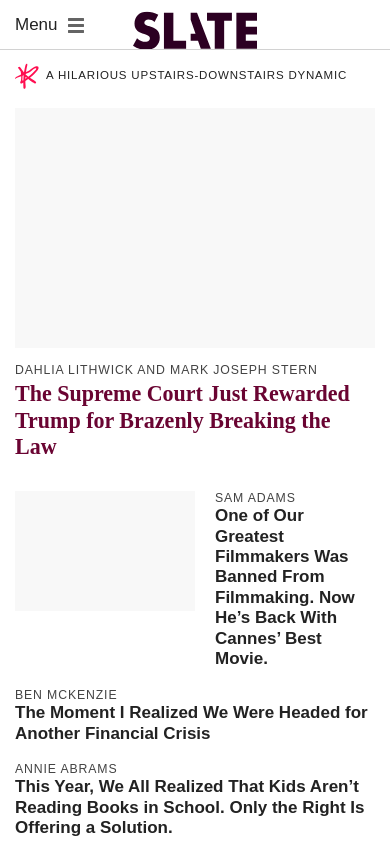 Menu
SLATE
A HILARIOUS UPSTAIRS-DOWNSTAIRS DYNAMIC
DAHLIA LITHWICK AND MARK JOSEPH STERN
The Supreme Court Just Rewarded
Trump for Brazenly Breaking the
Law
SAM ADAMS
One of Our
Greatest
Filmmakers Was
Banned From
Filmmaking. Now
He’s Back With
Cannes’ Best
Movie.
BEN MCKENZIE
The Moment I Realized We Were Headed for
Another Financial Crisis
ANNIE ABRAMS
This Year, We All Realized That Kids Aren’t
Reading Books in School. Only the Right Is
Offering a Solution.